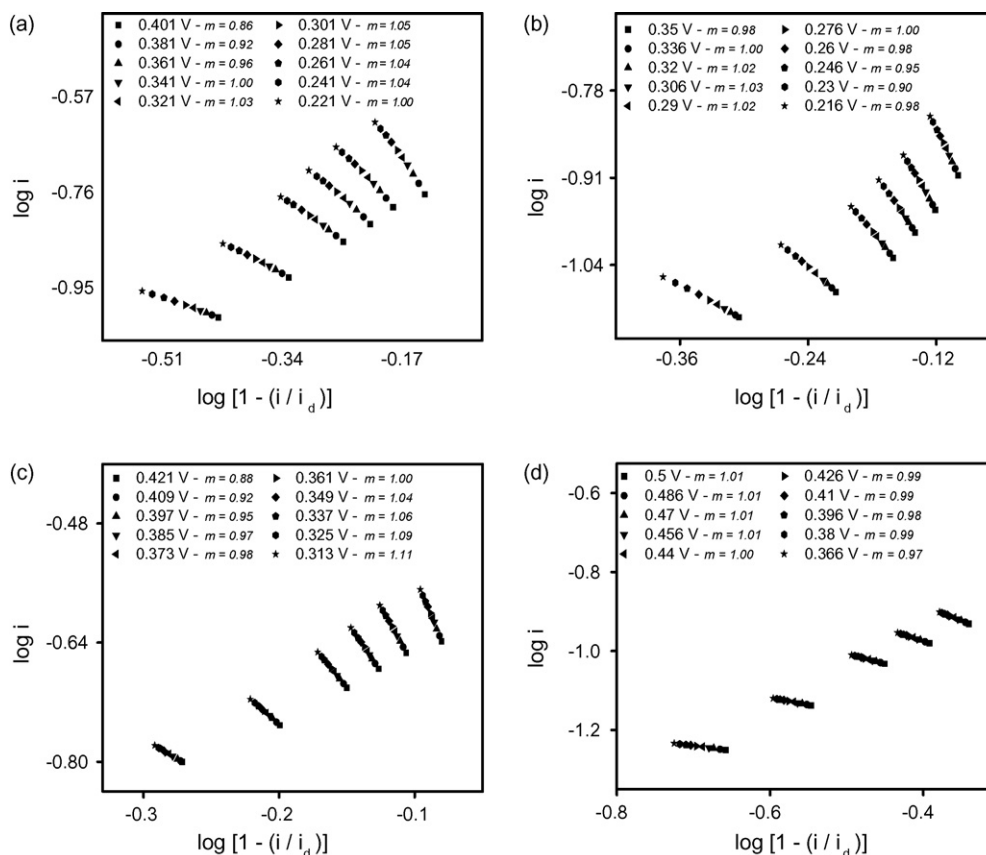 (a)
0.401 V - m = 0.86 0.301 V - m = 1.05
0.381 V - m = 0.92 0.281 V - m = 1.05
0.361 V - m = 0.96 0.261 V - m = 1.04
0.341 V - m = 1.00 0.241 V - m = 1.04
0.321 V - m = 1.03 0.221 V - m = 1.00
-0.57
-0.76
-0.95
log i
-0.51 -0.34 -0.17
log [1 - (i / i d )]
(b)
0.35 V - m = 0.98 0.276 V - m = 1.00
0.336 V - m = 1.00 0.26 V - m = 0.98
0.32 V - m = 1.02 0.246 V - m = 0.95
0.306 V - m = 1.03 0.23 V - m = 0.90
0.29 V - m = 1.02 0.216 V - m = 0.98
-0.78
-0.91
-1.04
log i
-0.36 -0.24 -0.12
log [1 - (i / i d )]
(c)
0.421 V - m = 0.88 0.361 V - m = 1.00
0.409 V - m = 0.92 0.349 V - m = 1.04
0.397 V - m = 0.95 0.337 V - m = 1.06
0.385 V - m = 0.97 0.325 V - m = 1.09
0.373 V - m = 0.98 0.313 V - m = 1.11
-0.48
-0.64
-0.80
log i
-0.3 -0.2 -0.1
log [1 - (i / i d )]
(d)
0.5 V - m = 1.01 0.426 V - m = 0.99
0.486 V - m = 1.01 0.41 V - m = 0.99
0.47 V - m = 1.01 0.396 V - m = 0.98
0.456 V - m = 1.01 0.38 V - m = 0.99
0.44 V - m = 1.00 0.366 V - m = 0.97
-0.6
-1.0
-1.2
log i
-0.8 -0.6 -0.4
log [1 - (i / i d )]